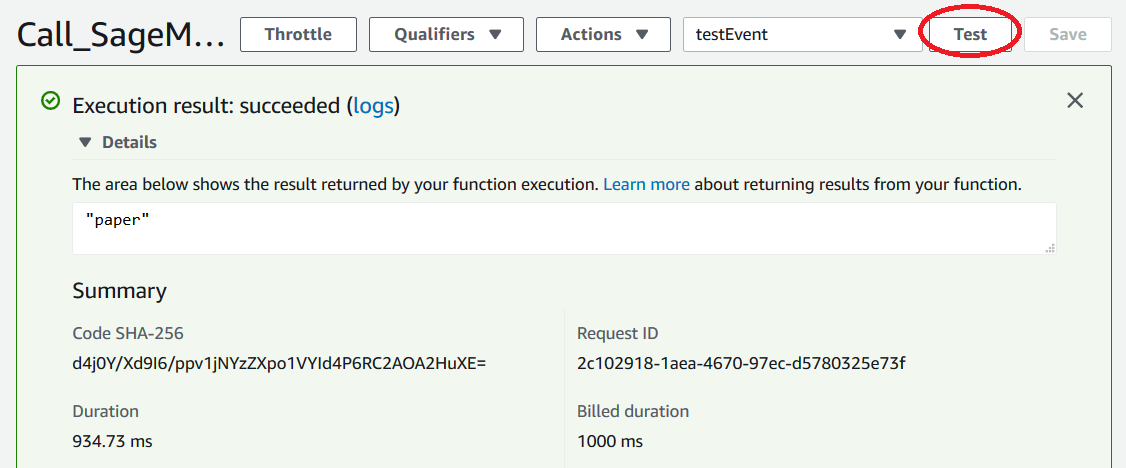 Call_SageM... Throttle Qualifiers Actions testEvent Test Save
Execution result: succeeded (logs)
Details
The area below shows the result returned by your function execution. Learn more about returning results from your function.
"paper"
Summary
Code SHA-256
d4j0Y/Xd9I6/ppv1jNYzZXpo1VYId4P6RC2AOA2HuXE=
Request ID
2c102918-1aea-4670-97ec-d5780325e73f
Duration
934.73 ms
Billed duration
1000 ms